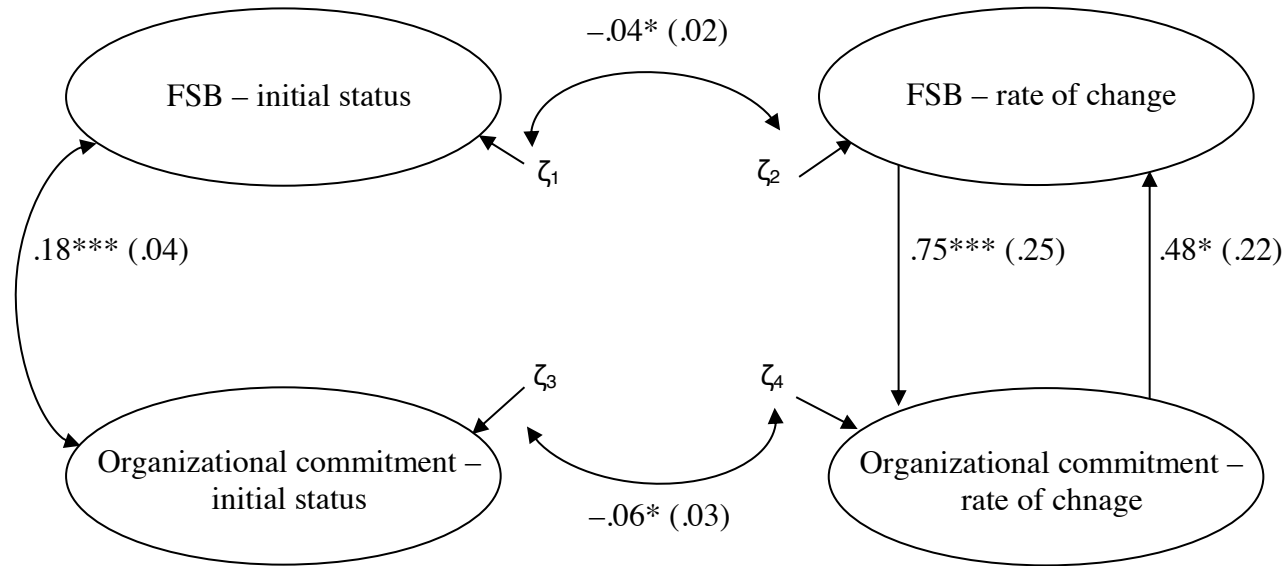 –.04* (.02)
FSB – initial status
FSB – rate of change
ζ1
ζ2
.18*** (.04)
.75*** (.25)
.48* (.22)
ζ3
ζ4
Organizational commitment –
initial status
Organizational commitment –
rate of chnage
–.06* (.03)